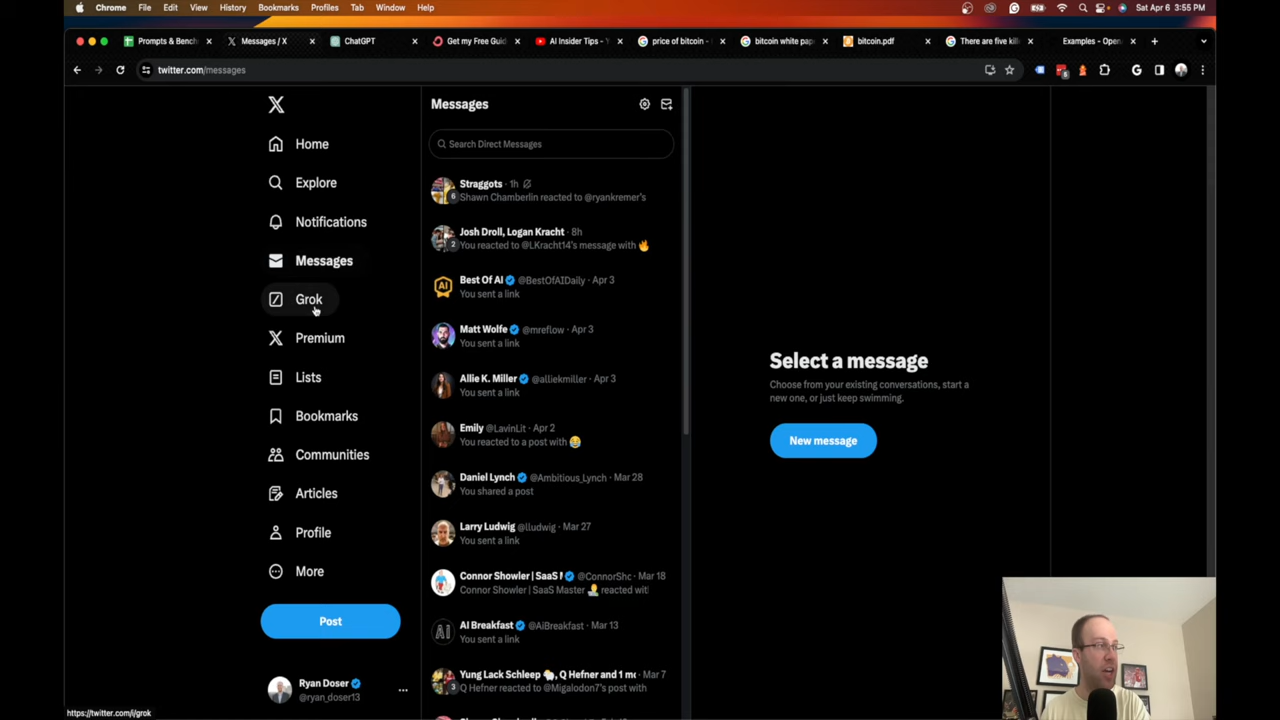 Chrome File Edit View History Bookmarks Profiles Tab Window Help
Sat Apr 6 3:55 PM
Prompts & Bench
Messages / X
ChatGPT
Get my Free Guid
AI Insider Tips -
price of bitcoin -
bitcoin white pap
bitcoin.pdf
There are five kill
Examples - Open
twitter.com/messages
Home
Explore
Notifications
Messages
Grok
Premium
Lists
Bookmarks
Communities
Articles
Profile
More
Post
Ryan Doser
@ryan_doser13
https://twitter.com/i/grok
Messages
Search Direct Messages
Straggots · 1h
6 Shawn Chamberlin reacted to @ryankremer's
Josh Droll, Logan Kracht · 8h
2 You reacted to @LKracht14's message with 🔥
Best Of AI @BestOfAIDaily · Apr 3
You sent a link
Matt Wolfe @mreflow · Apr 3
You sent a link
Allie K. Miller @alliekmiller · Apr 3
You sent a link
Emily @LavinLit · Apr 2
You reacted to a post with 😂
Daniel Lynch @Ambitious_Lynch · Mar 28
You shared a post
Larry Ludwig @lludwig · Mar 27
You sent a link
Connor Showler | SaaS @ConnorSho · Mar 18
Connor Showler | SaaS Master reacted with
AI Breakfast @AiBreakfast · Mar 13
You sent a link
Yung Lack Schleep, Q Hefner and 1 mo · Mar 7
3 Q Hefner reacted to @Migalodon7's post with
Select a message
Choose from your existing conversations, start a
new one, or just keep swimming.
New message